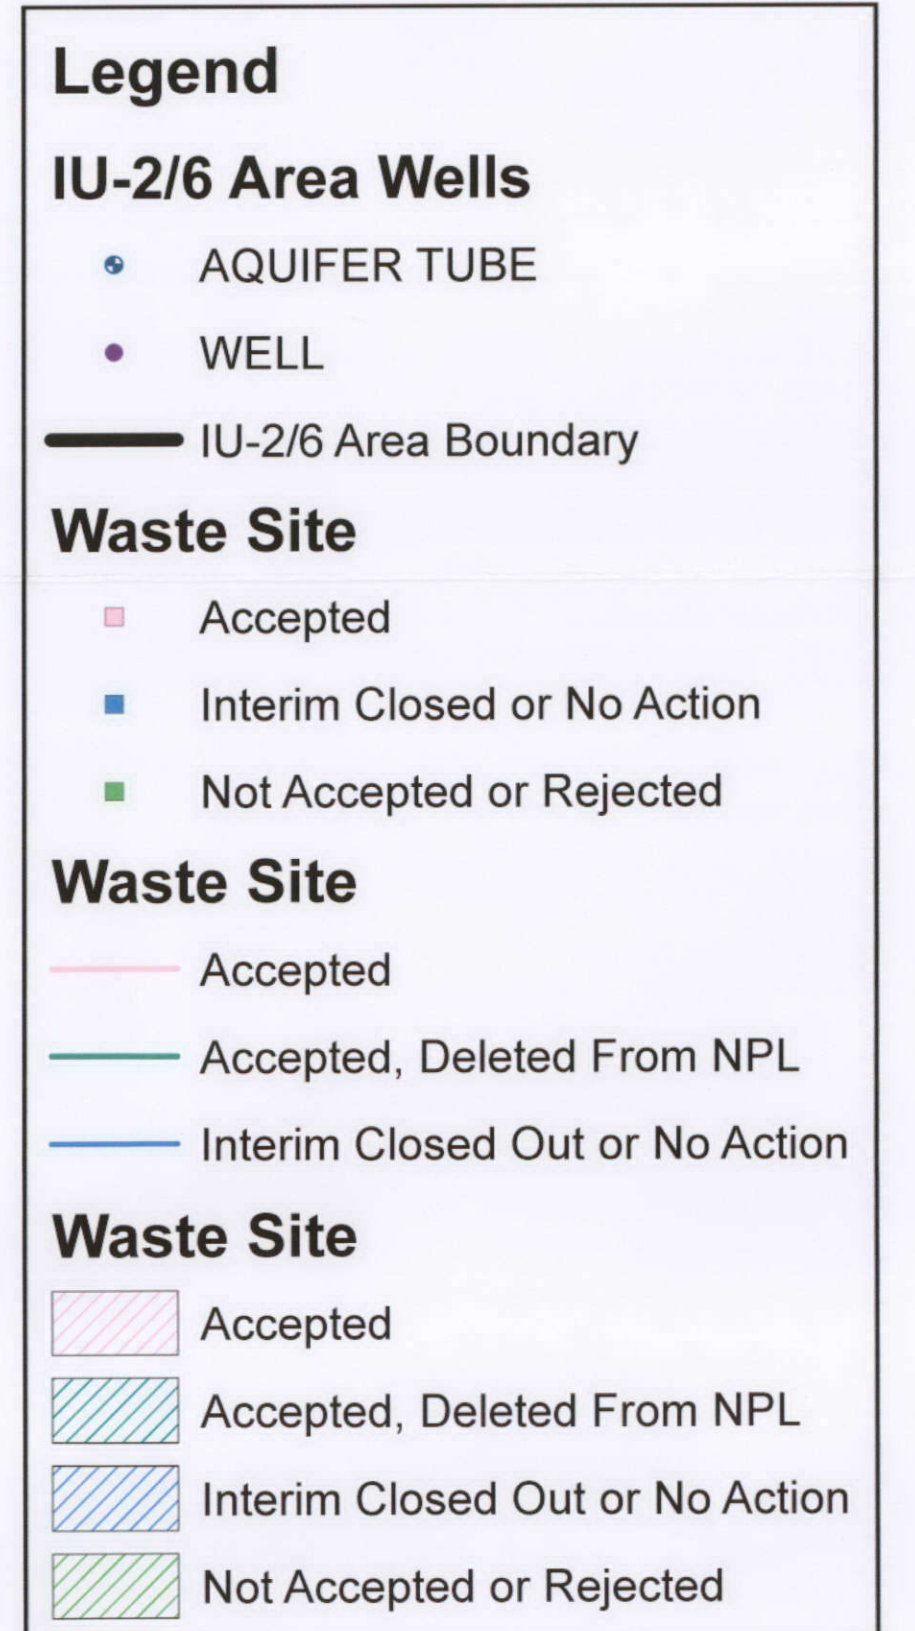 Legend
IU-2/6 Area Wells
AQUIFER TUBE
WELL
IU-2/6 Area Boundary
Waste Site
Accepted
Interim Closed or No Action
Not Accepted or Rejected
Waste Site
Accepted
Accepted, Deleted From NPL
Interim Closed Out or No Action
Waste Site
Accepted
Accepted, Deleted From NPL
Interim Closed Out or No Action
Not Accepted or Rejected